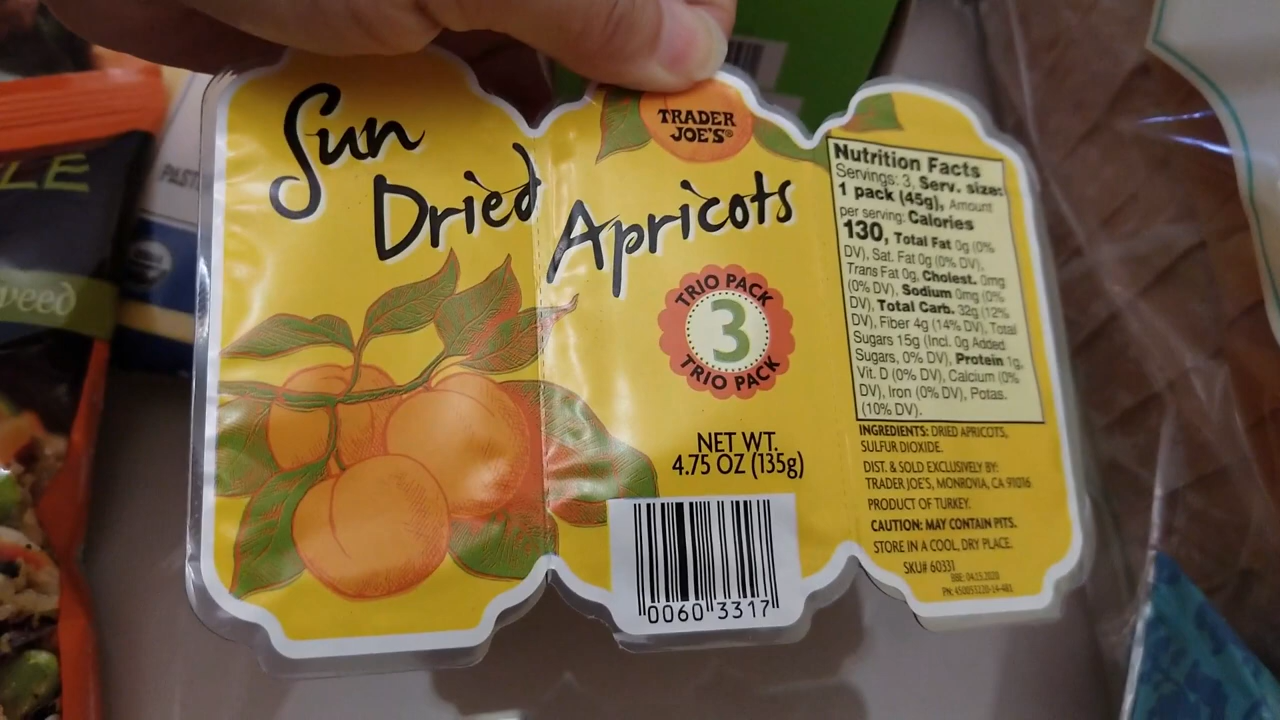 Sun
Dried
Apricots
TRADER
JOE'S®
TRIO PACK
3
TRIO PACK
NET WT.
4.75 OZ (135g)
0060 3317
Nutrition Facts
Servings: 3, Serv. size:
1 pack (45g), Amount
per serving: Calories
130, Total Fat 0g (0%
DV), Sat. Fat 0g (0% DV),
Trans Fat 0g, Cholest. 0mg
(0% DV), Sodium 0mg (0%
DV), Total Carb. 32g (12%
DV), Fiber 4g (14% DV), Total
Sugars 15g (Incl. 0g Added
Sugars, 0% DV), Protein 1g,
Vit. D (0% DV), Calcium (0%
DV), Iron (0% DV), Potas.
(10% DV).
INGREDIENTS: DRIED APRICOTS,
SULFUR DIOXIDE.
DIST. & SOLD EXCLUSIVELY BY:
TRADER JOE'S, MONROVIA, CA 91016
PRODUCT OF TURKEY.
CAUTION: MAY CONTAIN PITS.
STORE IN A COOL, DRY PLACE.
SKU# 60331
BBE: 04.15.2020